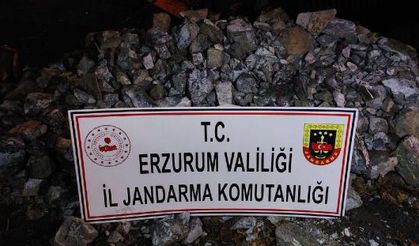 T.C.
ERZURUM VALİLİĞİ
İL JANDARMA KOMUTANLIĞI